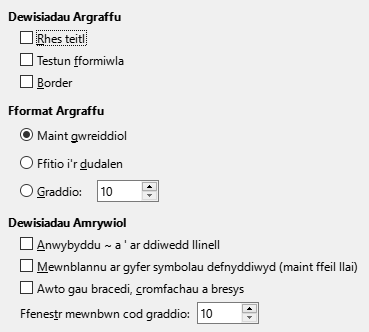 Dewisiadau Argraffu
Rhes teitl
Testun fformiwla
Border
Fformat Argraffu
Maint gwreiddiol
Ffitio i'r dudalen
Graddio: 10
Dewisiadau Amrywiol
Anwybyddu ~ a ' ar ddiwedd llinell
Mewnblannu ar gyfer symbolau defnyddiwyd (maint ffeil llai)
Awto gau bracedi, cromfachau a bresys
Ffenestr mewnbwn cod graddio: 10